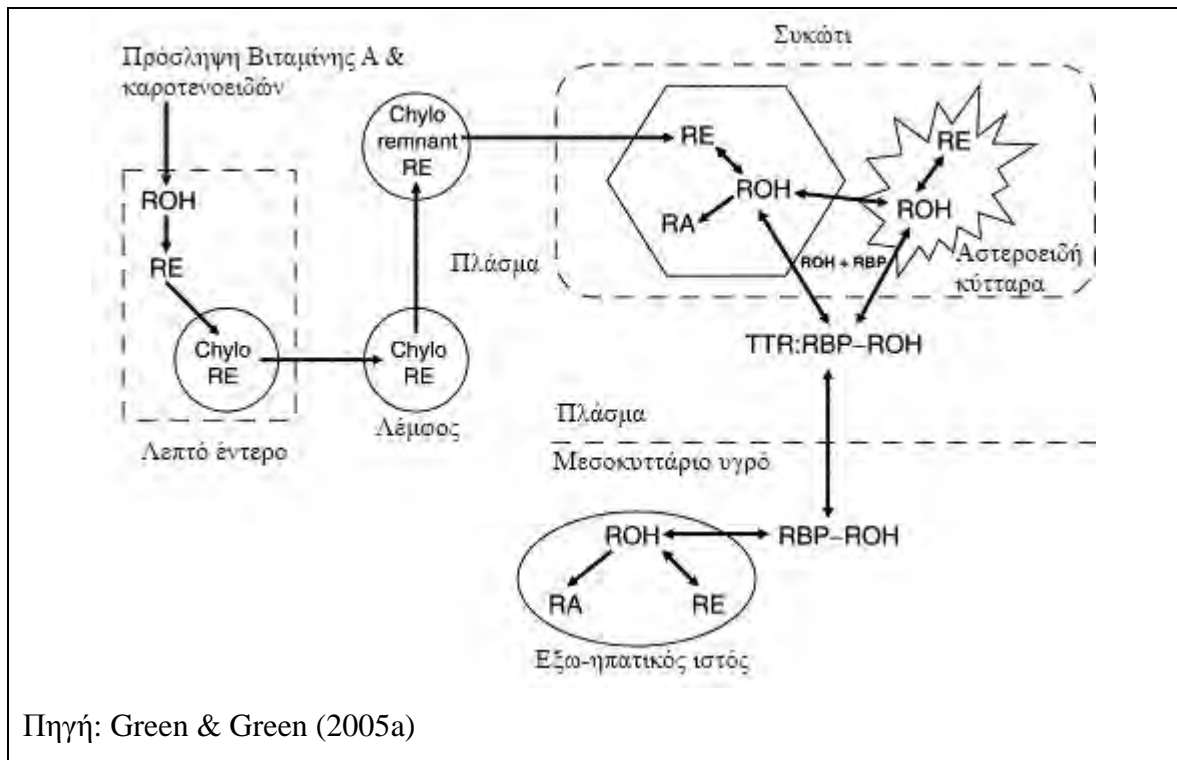 Πρόσληψη Βιταμίνης Α &
καροτενοειδών
ROH
RE
Chylo
RE
Λεπτό έντερο
Chylo
RE
Λέμφος
Chylo
remnant
RE
Πλάσμα
Συκώτι
RE
ROH
RA
RE
ROH
Αστεροειδή
κύτταρα
ROH + RBP
TTR:RBP–ROH
Πλάσμα
Μεσοκυττάριο υγρό
RBP–ROH
ROH
RA
RE
Εξω-ηπατικός ιστός
Πηγή: Green & Green (2005a)